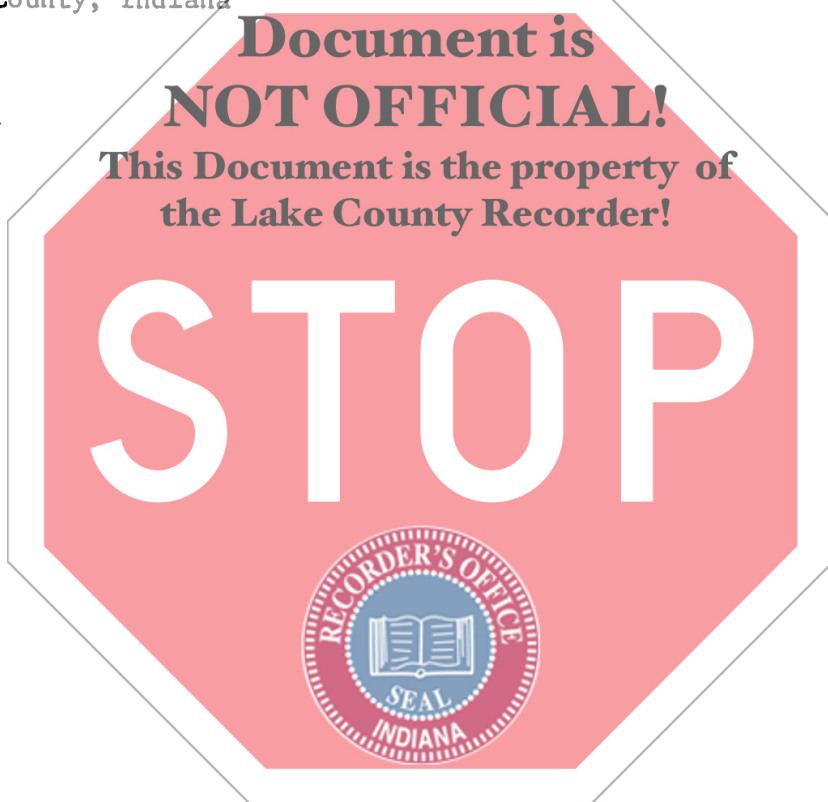 County, Indiana
Document is
NOT OFFICIAL!
This Document is the property of
the Lake County Recorder!
STOP
RECORDER'S OFFICE
SEAL
INDIANA